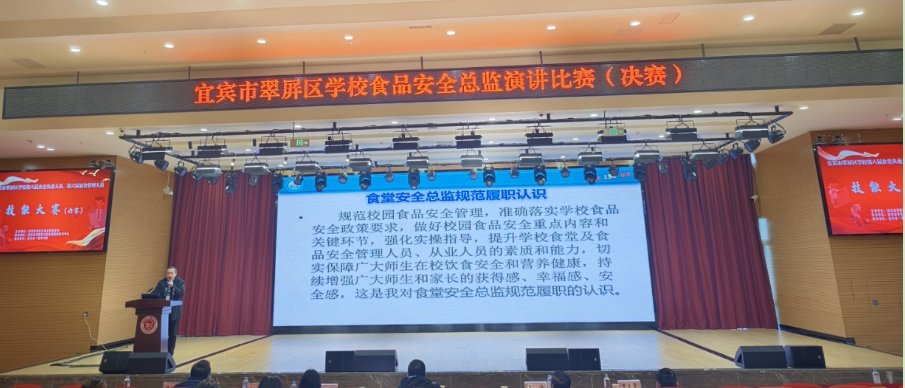 宜宾市翠屏区学校食品安全总监演讲比赛（决赛）
食堂安全总监规范履职认识
• 规范校园食品安全管理，准确落实学校食品
安全政策要求，做好校园食品安全重点内容和
关键环节，强化实操指导，提升学校食堂及食
品安全管理人员、从业人员的素质和能力，切
实保障广大师生在校饮食安全和营养健康，持
续增强广大师生和家长的获得感、幸福感、安
全感，这是我对食堂安全总监规范履职的认识。
技能大赛（决赛）
技能大